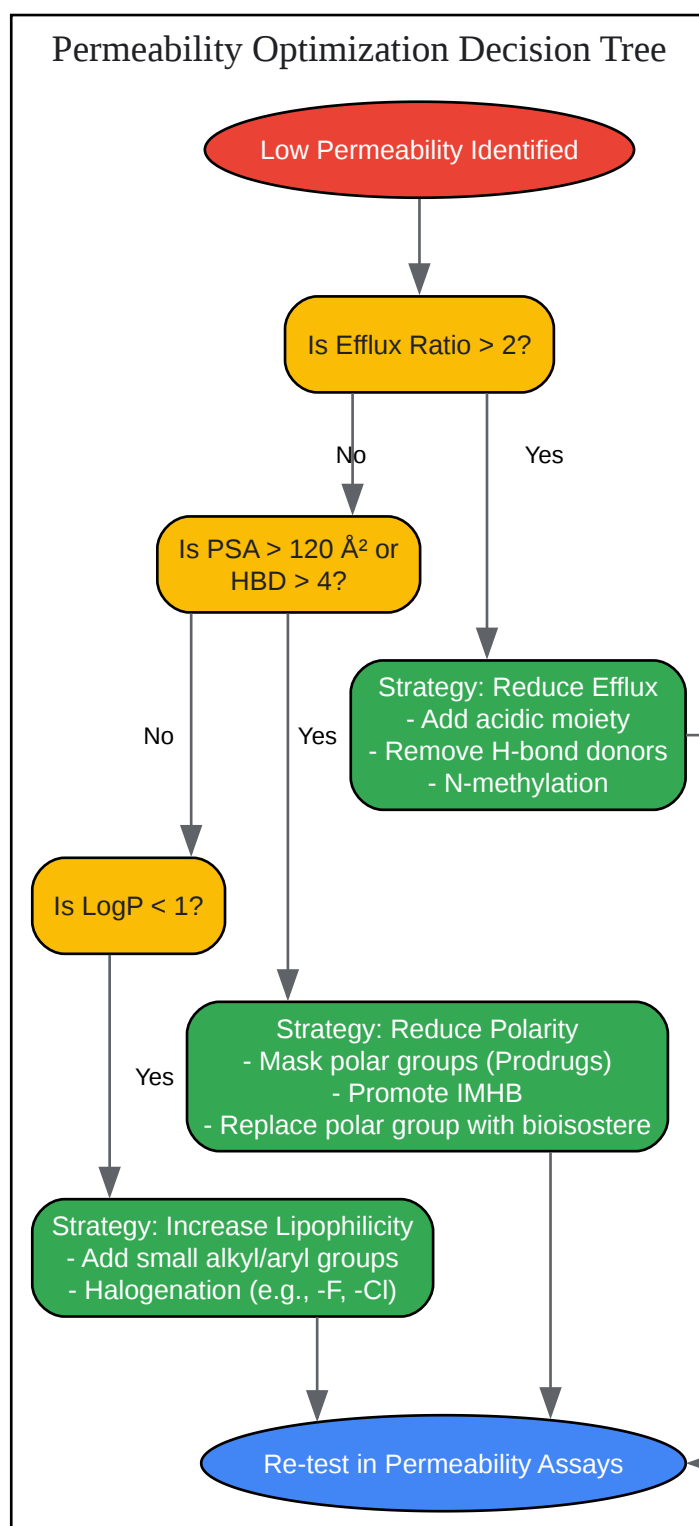 Permeability Optimization Decision Tree
Low Permeability Identified
Is Efflux Ratio > 2?
No
Yes
Is PSA > 120 Å² or
HBD > 4?
Strategy: Reduce Efflux
- Add acidic moiety
- Remove H-bond donors
- N-methylation
No
Yes
Is LogP < 1?
Strategy: Reduce Polarity
- Mask polar groups (Prodrugs)
- Promote IMHB
- Replace polar group with bioisostere
Yes
Strategy: Increase Lipophilicity
- Add small alkyl/aryl groups
- Halogenation (e.g., -F, -Cl)
Re-test in Permeability Assays